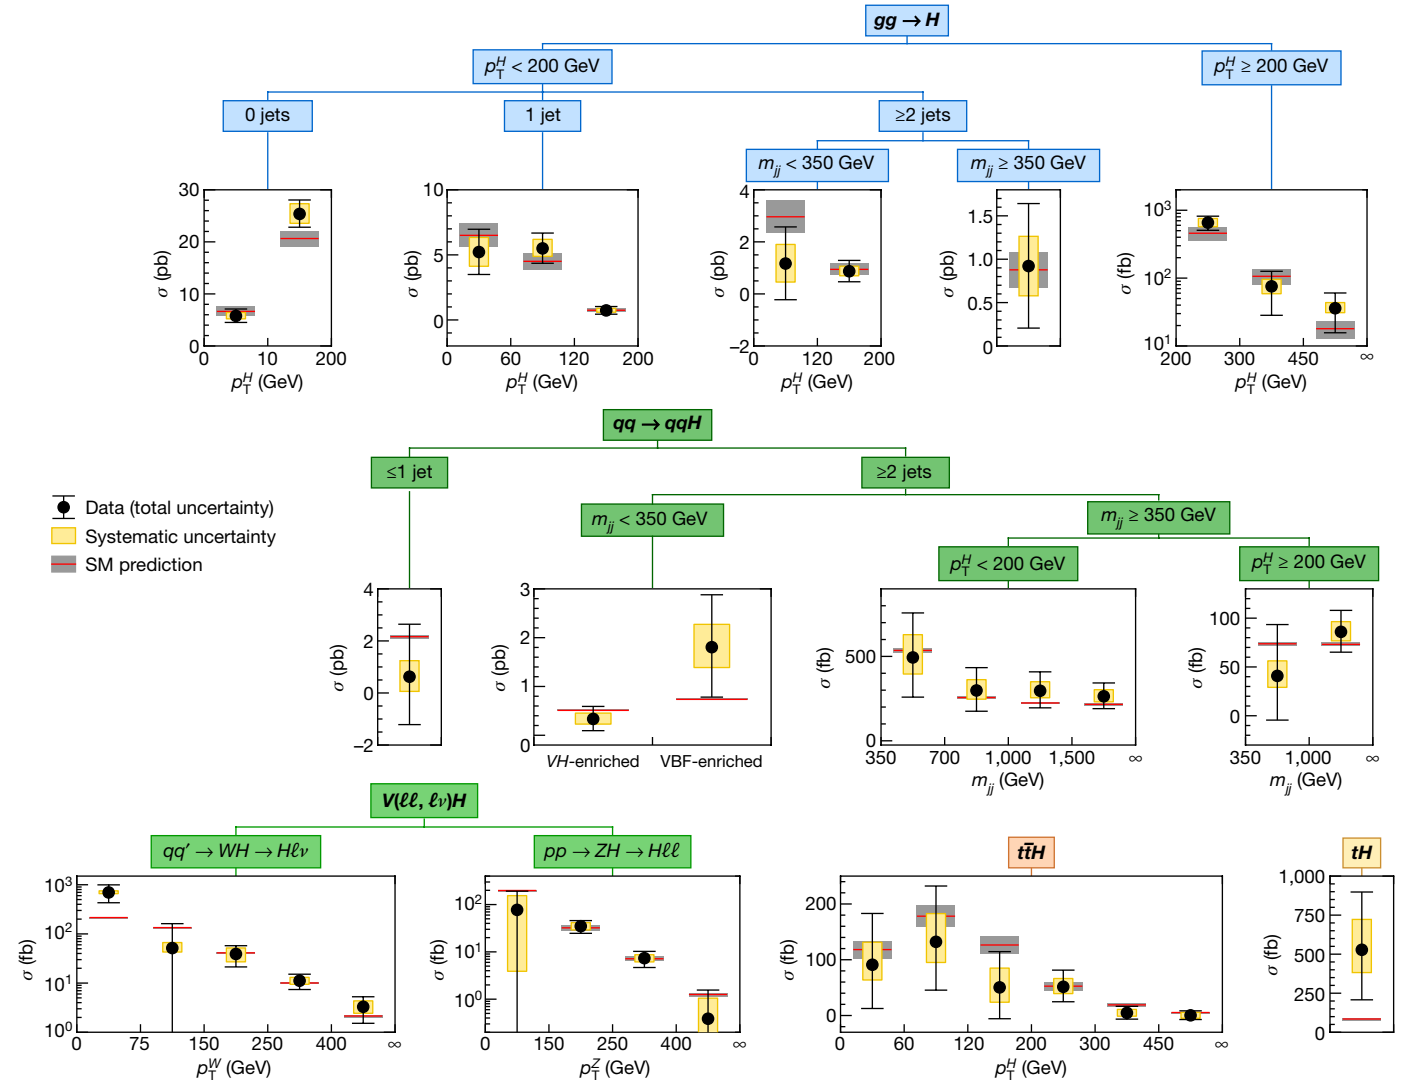 gg → H
p_T^H < 200 GeV
p_T^H ≥ 200 GeV
0 jets
1 jet
≥2 jets
m_jj < 350 GeV
m_jj ≥ 350 GeV
30
20
10
0
σ (pb)
0 10 200
p_T^H (GeV)
10
5
0
σ (pb)
0 60 120 200
p_T^H (GeV)
4
2
0
−2
σ (pb)
0 120 200
p_T^H (GeV)
1.5
1.0
0.5
0
σ (pb)
10^3
10^2
10^1
σ (fb)
200 300 450 ∞
p_T^H (GeV)
qq → qqH
≤1 jet
≥2 jets
m_jj < 350 GeV
m_jj ≥ 350 GeV
p_T^H < 200 GeV
p_T^H ≥ 200 GeV
Data (total uncertainty)
Systematic uncertainty
SM prediction
4
2
0
−2
σ (pb)
3
2
1
0
σ (pb)
VH-enriched VBF-enriched
500
0
σ (fb)
350 700 1,000 1,500 ∞
m_jj (GeV)
100
50
0
σ (fb)
350 1,000 ∞
m_jj (GeV)
V(ℓℓ, ℓν)H
qq′ → WH → Hℓν
pp → ZH → Hℓℓ
tt̄H
tH
10^3
10^2
10^1
10^0
σ (fb)
0 75 150 250 400 ∞
p_T^W (GeV)
10^2
10^1
10^0
σ (fb)
0 150 250 400 ∞
p_T^Z (GeV)
200
100
0
σ (fb)
0 60 120 200 300 450 ∞
p_T^H (GeV)
1,000
750
500
250
0
σ (fb)